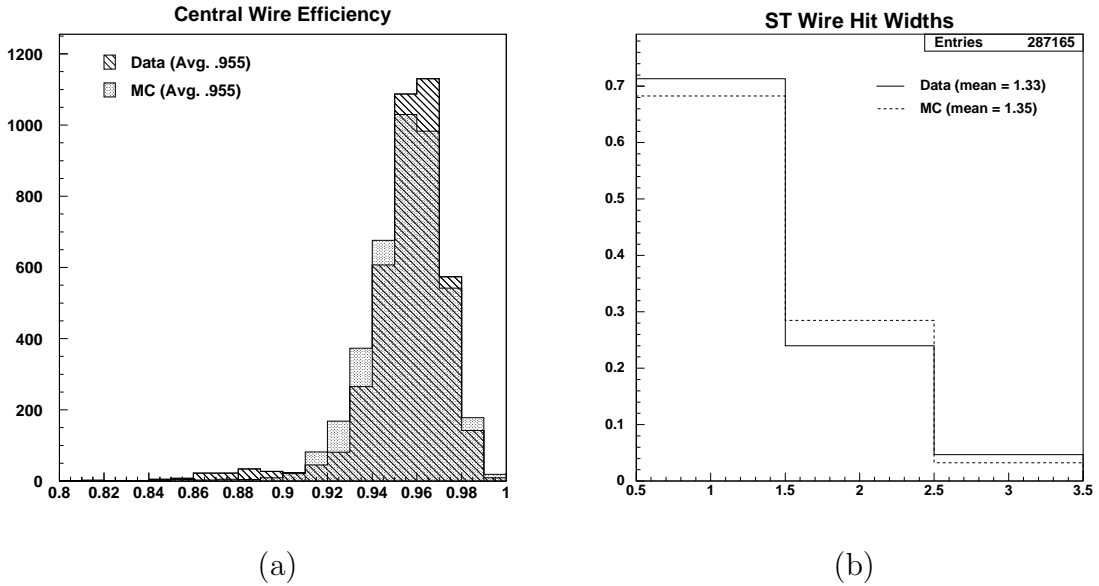 Central Wire Efficiency
1200
1000
800
600
400
200
0
Data (Avg. .955)
MC (Avg. .955)
0.8 0.82 0.84 0.86 0.88 0.9 0.92 0.94 0.96 0.98 1
(a)
ST Wire Hit Widths
Entries 287165
Data (mean = 1.33)
MC (mean = 1.35)
0.7
0.6
0.5
0.4
0.3
0.2
0.1
0
0.5 1 1.5 2 2.5 3 3.5
(b)